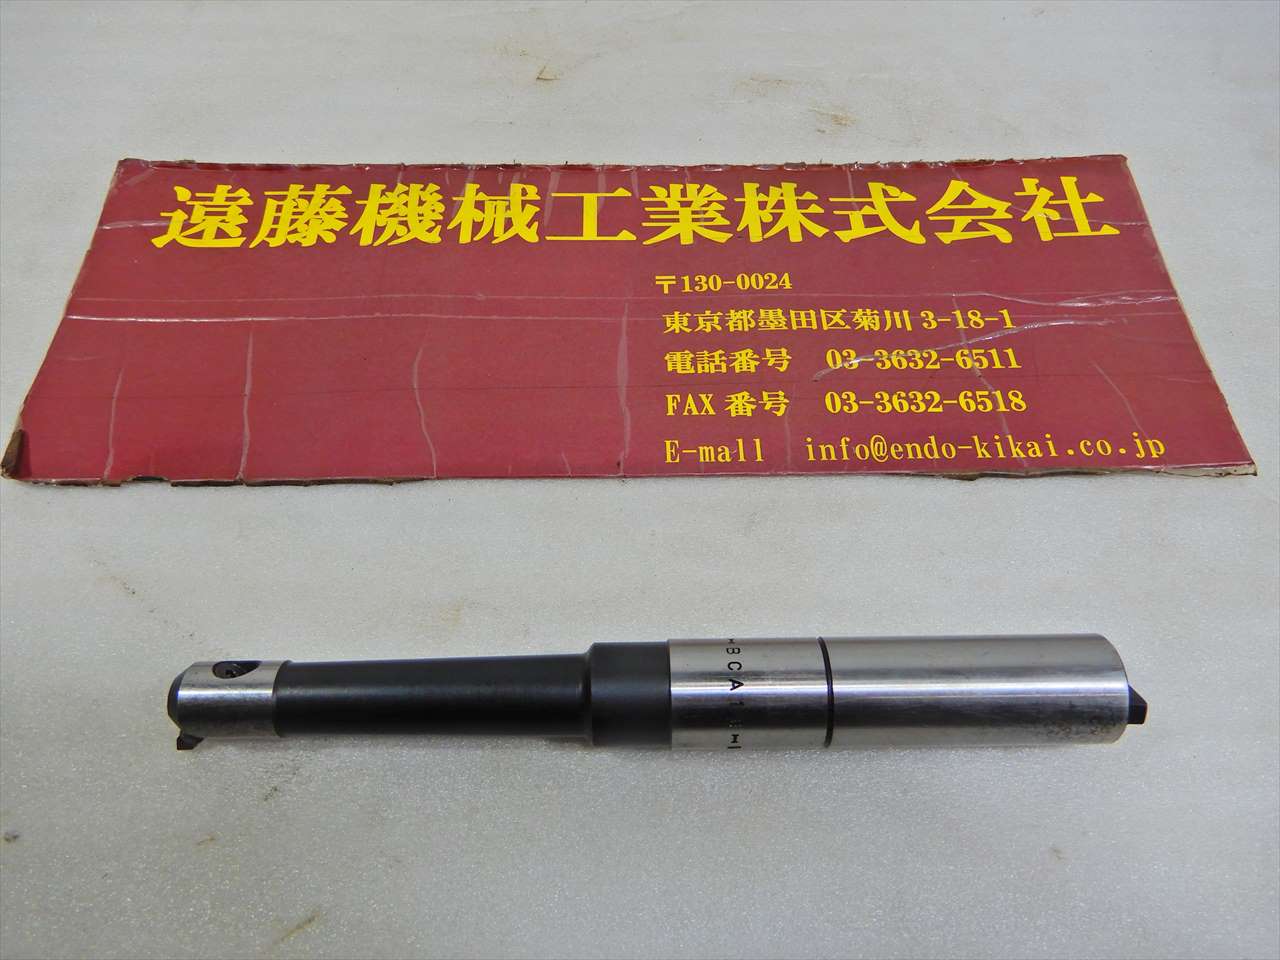 遠藤機械工業株式会社
〒130-0024
東京都墨田区菊川 3-18-1
電話番号 03-3632-6511
FAX 番号 03-3632-6518
E-mall info@endo-kikai.co.jp